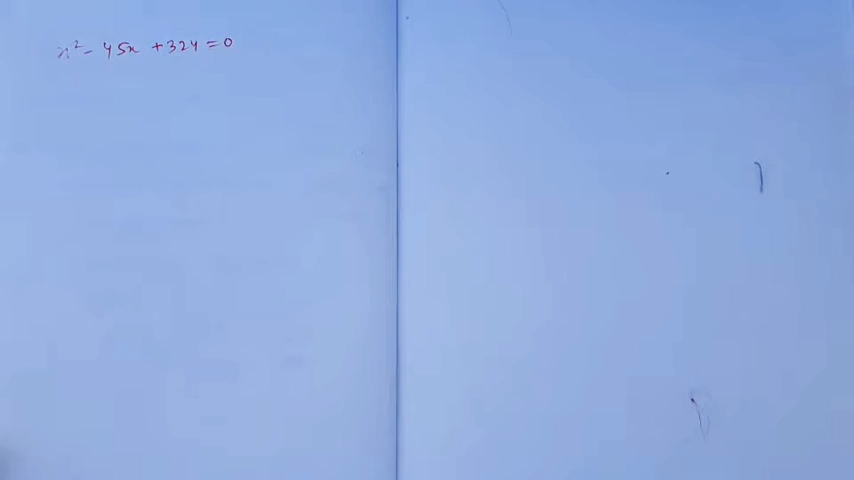 x² - 45x + 324 = 0